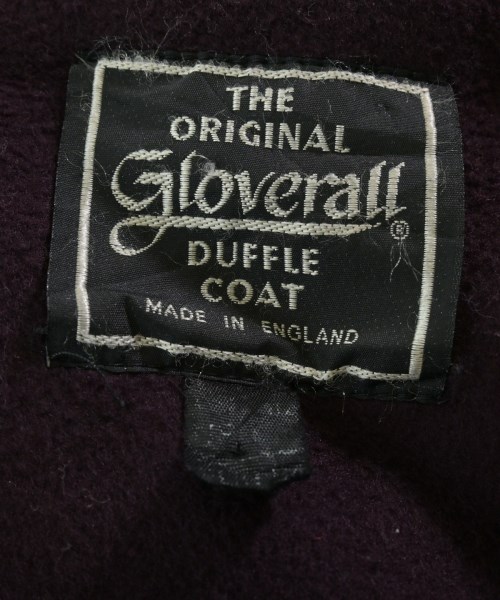 THE
ORIGINAL
Gloverall®
DUFFLE
COAT
MADE IN ENGLAND